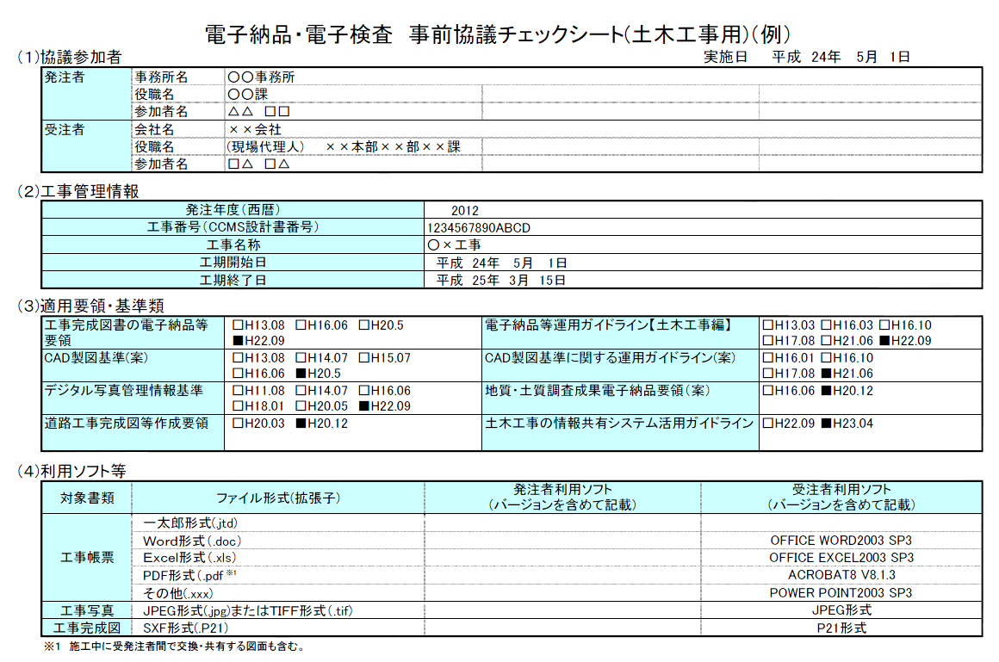 電子納品・電子検査　事前協議チェックシート(土木工事用)(例)
(1)協議参加者　実施日　平成 24年 5月 1日
発注者　事務所名　〇〇事務所
役職名　〇〇課
参加者名　△△ □□
受注者　会社名　××会社
役職名　(現場代理人)　××本部××部××課
参加者名　□△ □△
(2)工事管理情報
発注年度(西暦)　2012
工事番号(CCMS設計書番号)　1234567890ABCD
工事名称　〇×工事
工期開始日　平成 24年 5月 1日
工期終了日　平成 25年 3月 15日
(3)適用要領・基準類
工事完成図書の電子納品等　□H13.08 □H16.06 □H20.5　電子納品等運用ガイドライン【土木工事編】　□H13.03 □H16.03 □H16.10
要領　■H22.09　□H17.08 □H21.06 ■H22.09
CAD製図基準(案)　□H13.08 □H14.07 □H15.07　CAD製図基準に関する運用ガイドライン(案)　□H16.01 □H16.10
□H16.06 ■H20.5　□H17.08 ■H21.06
デジタル写真管理情報基準　□H11.08 □H14.07 □H16.06　地質・土質調査成果電子納品要領(案)　□H16.06 ■H20.12
□H18.01 □H20.05 ■H22.09
道路工事完成図等作成要領　□H20.03 ■H20.12　土木工事の情報共有システム活用ガイドライン　□H22.09 ■H23.04
(4)利用ソフト等
対象書類　ファイル形式(拡張子)　発注者利用ソフト　受注者利用ソフト
(バージョンを含めて記載)　(バージョンを含めて記載)
一太郎形式(.jtd)
Word形式(.doc)　OFFICE WORD2003 SP3
工事帳票　Excel形式(.xls)　OFFICE EXCEL2003 SP3
PDF形式(.pdf ※1　ACROBAT8 V8.1.3
その他(.xxx)　POWER POINT2003 SP3
工事写真　JPEG形式(.jpg)またはTIFF形式(.tif)　JPEG形式
工事完成図　SXF形式(.P21)　P21形式
※1　施工中に受発注者間で交換・共有する図面も含む。